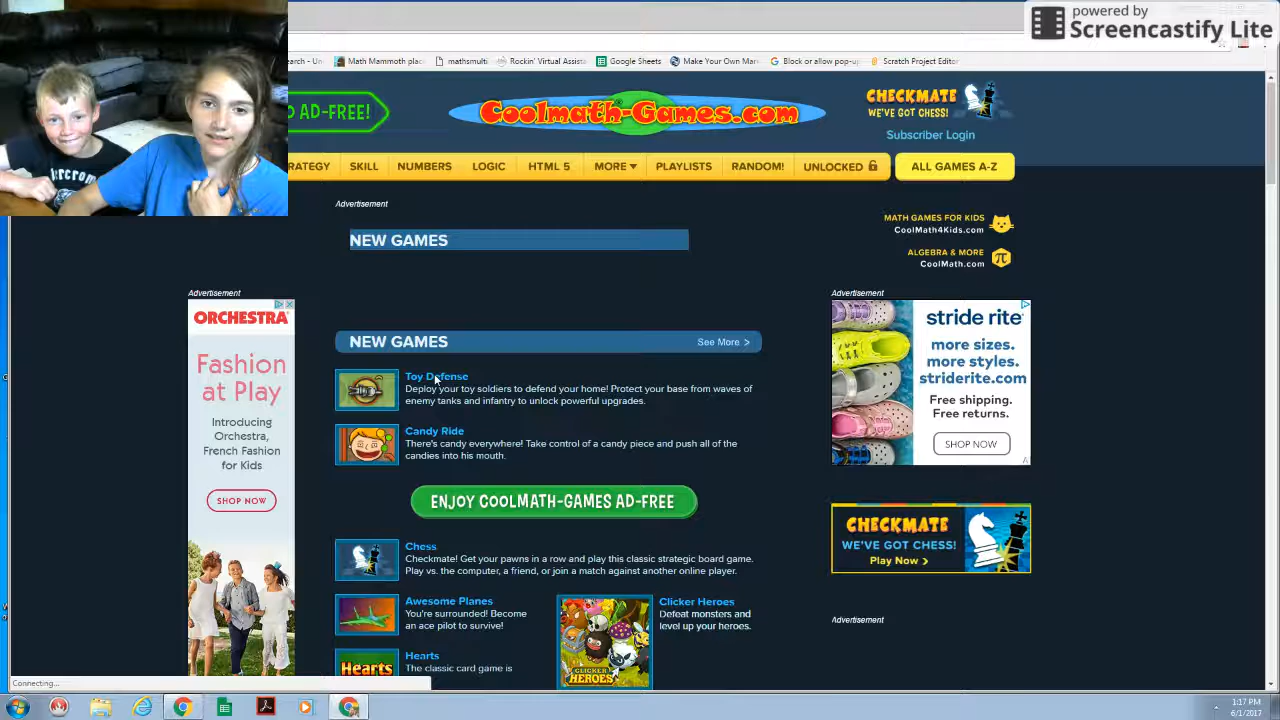 powered by
Screencastify Lite
Math Mammoth place
mathsmulti
Rockin' Virtual Assista
Google Sheets
Make Your Own Mar
Block or allow pop-up
Scratch Project Editor
AD-FREE!
Coolmath-Games.com
CHECKMATE
WE'VE GOT CHESS!
Subscriber Login
RATEGY
SKILL
NUMBERS
LOGIC
HTML 5
MORE
PLAYLISTS
RANDOM!
UNLOCKED
ALL GAMES A-Z
Advertisement
MATH GAMES FOR KIDS
CoolMath4Kids.com
NEW GAMES
ALGEBRA & MORE
CoolMath.com
Advertisement
ORCHESTRA
Fashion
at Play
Introducing
Orchestra,
French Fashion
for Kids
SHOP NOW
NEW GAMES
See More >
Toy Defense
Deploy your toy soldiers to defend your home! Protect your base from waves of
enemy tanks and infantry to unlock powerful upgrades.
Candy Ride
There's candy everywhere! Take control of a candy piece and push all of the
candies into his mouth.
ENJOY COOLMATH-GAMES AD-FREE
Chess
Checkmate! Get your pawns in a row and play this classic strategic board game.
Play vs. the computer, a friend, or join a match against another online player.
Awesome Planes
You're surrounded! Become
an ace pilot to survive!
Hearts
Hearts
The classic card game is
Clicker Heroes
Defeat monsters and
level up your heroes.
CLICKER
HEROES
Advertisement
stride rite
more sizes.
more styles.
striderite.com
Free shipping.
Free returns.
SHOP NOW
CHECKMATE
WE'VE GOT CHESS!
Play Now >
Advertisement
Connecting...
1:17 PM
6/1/2017